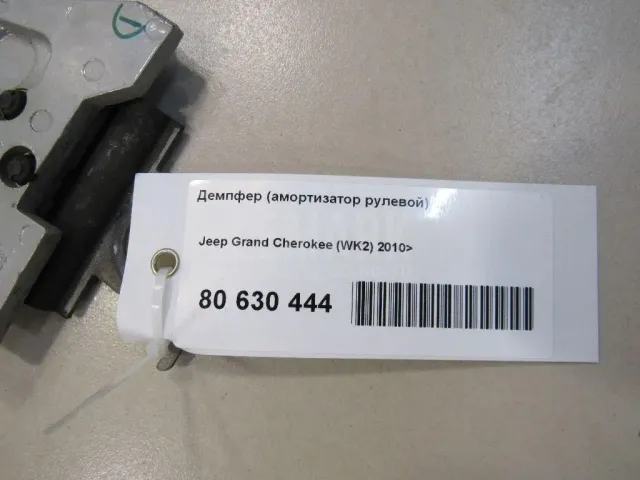 Демпфер (амортизатор рулевой)
Jeep Grand Cherokee (WK2) 2010>
80 630 444